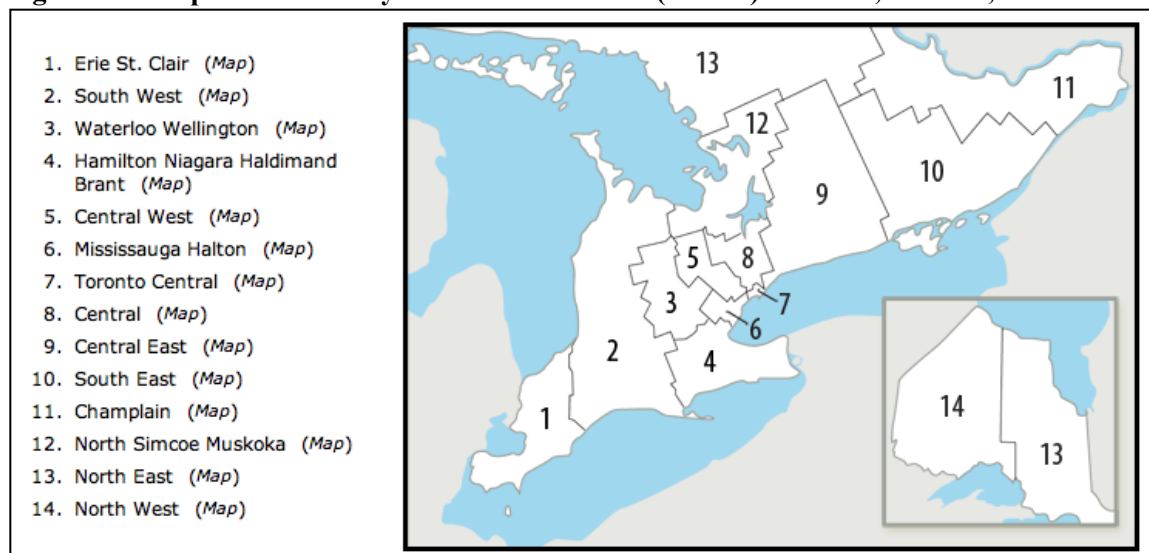 1. Erie St. Clair (Map)
2. South West (Map)
3. Waterloo Wellington (Map)
4. Hamilton Niagara Haldimand
Brant (Map)
5. Central West (Map)
6. Mississauga Halton (Map)
7. Toronto Central (Map)
8. Central (Map)
9. Central East (Map)
10. South East (Map)
11. Champlain (Map)
12. North Simcoe Muskoka (Map)
13. North East (Map)
14. North West (Map)
13
11
12
10
9
5
8
3
7
6
2
4
1
14
13